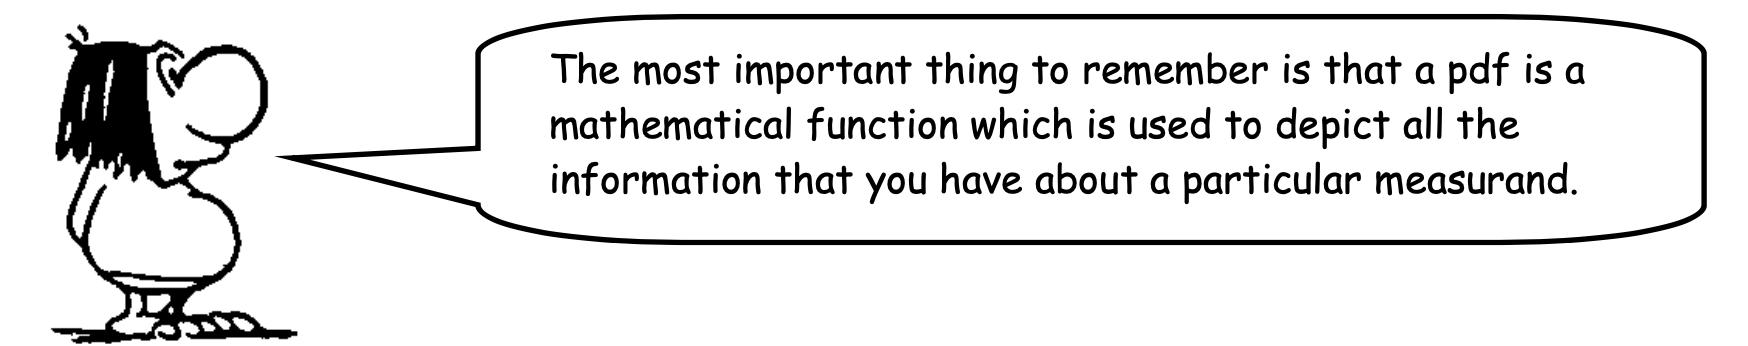 The most important thing to remember is that a pdf is a
mathematical function which is used to depict all the
information that you have about a particular measurand.